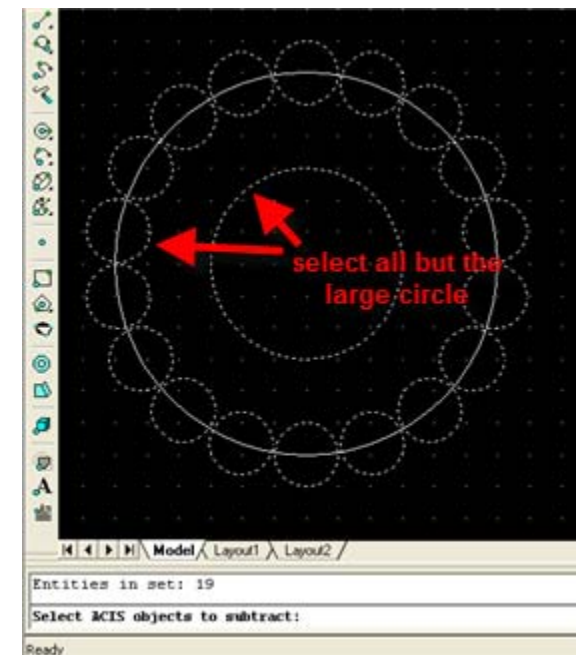 select all but the
large circle
A
Model Layout1 Layout2
Entities in set: 19
Select ACIS objects to subtract:
Ready